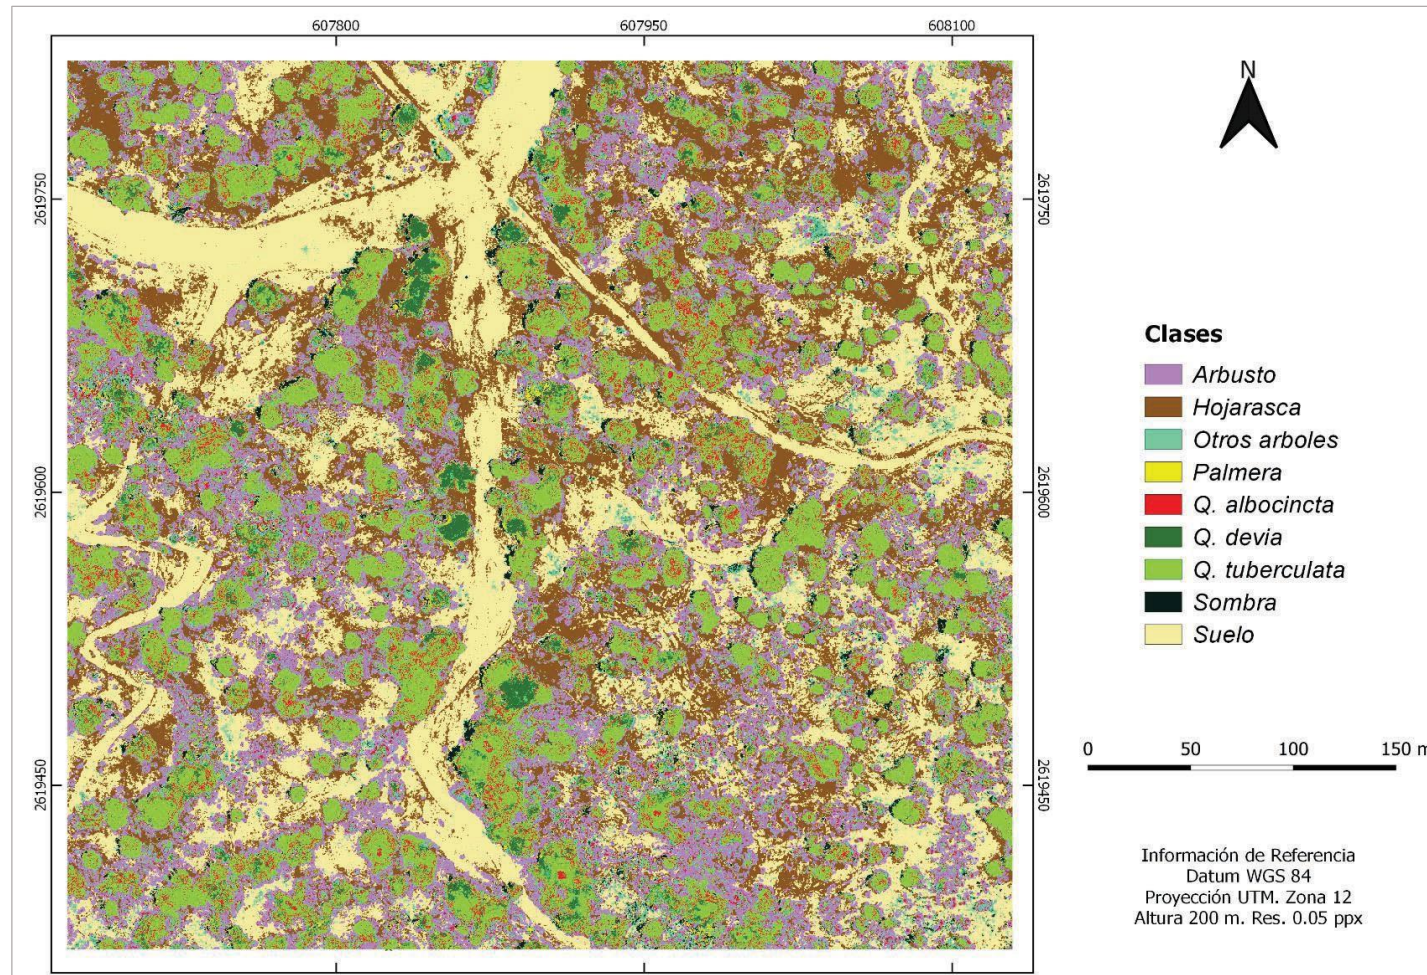 607800
607950
608100
2619750
2619750
2619600
2619600
2619450
2619450
N
Clases
Arbusto
Hojarasca
Otros arboles
Palmera
Q. albocincta
Q. devia
Q. tuberculata
Sombra
Suelo
0 50 100 150 m
Información de Referencia
Datum WGS 84
Proyección UTM. Zona 12
Altura 200 m. Res. 0.05 ppx